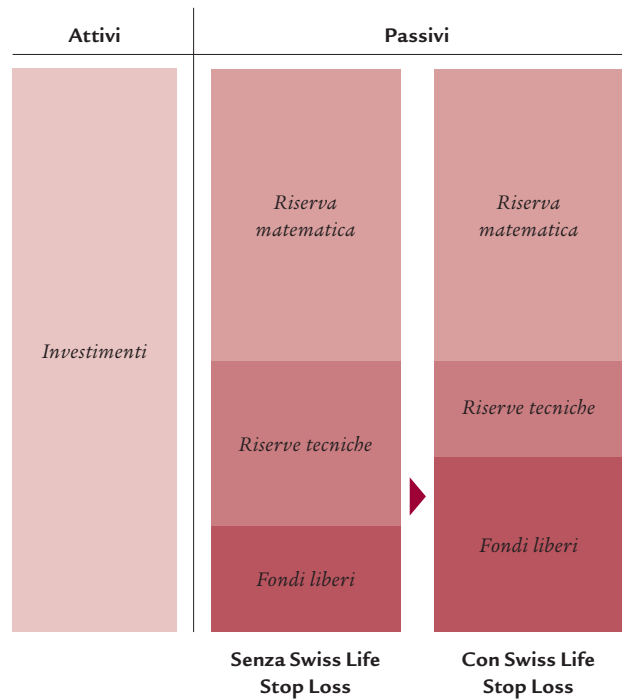 Attivi
Passivi
Investimenti
Riserva
matematica
Riserve tecniche
Fondi liberi
Riserva
matematica
Riserve tecniche
Fondi liberi
Senza Swiss Life
Stop Loss
Con Swiss Life
Stop Loss